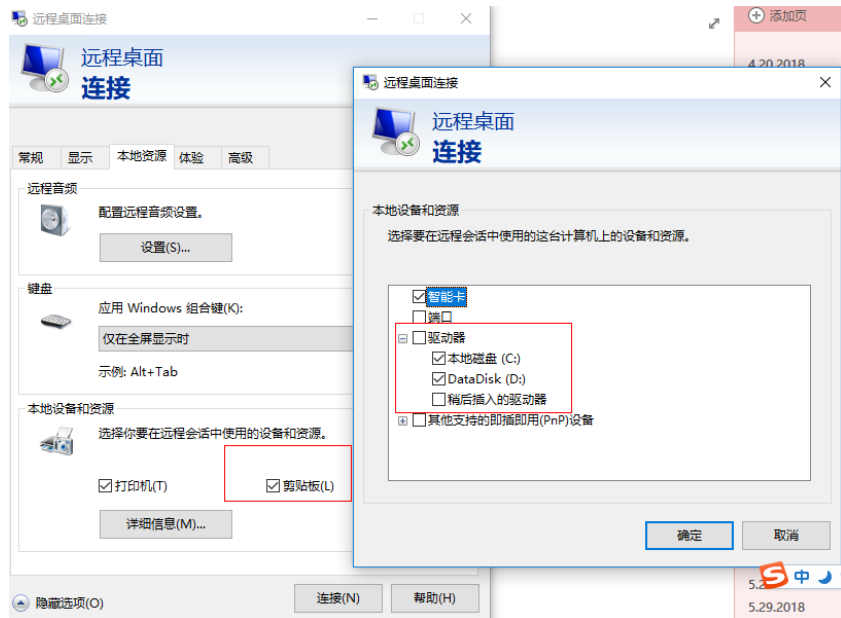 远程桌面连接
远程桌面
连接
常规 显示 本地资源 体验 高级
远程音频
配置远程音频设置。
设置(S)...
键盘
应用 Windows 组合键(K):
仅在全屏显示时
示例: Alt+Tab
本地设备和资源
选择你要在远程会话中使用的设备和资源。
打印机(T) 剪贴板(L)
详细信息(M)...
隐藏选项(O) 连接(N) 帮助(H)
远程桌面连接
远程桌面
连接
本地设备和资源
选择要在远程会话中使用的这台计算机上的设备和资源。
智能卡
端口
驱动器
本地磁盘 (C:)
DataDisk (D:)
稍后插入的驱动器
其他支持的即插即用(PnP)设备
确定 取消
添加页
4.20.2018
中
5.29.2018